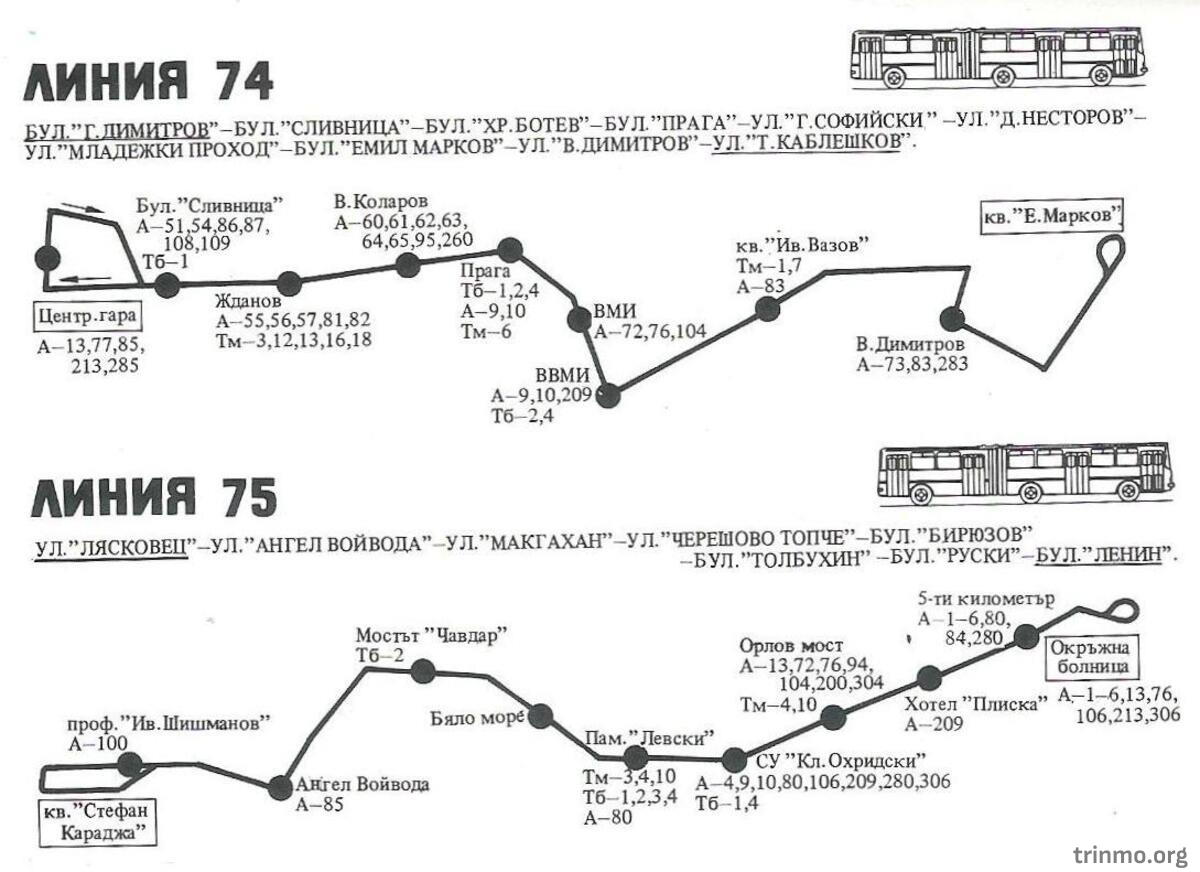 ЛИНИЯ 74
БУЛ."Г.ДИМИТРОВ"–БУЛ."СЛИВНИЦА"–БУЛ."ХР.БОТЕВ"–БУЛ."ПРАГА"–УЛ."Г.СОФИЙСКИ"–УЛ."Д.НЕСТОРОВ"–
УЛ."МЛАДЕЖКИ ПРОХОД"–БУЛ."ЕМИЛ МАРКОВ"–УЛ."В.ДИМИТРОВ"–УЛ."Т.КАБЛЕШКОВ".
Бул."Сливница"
А–51,54,86,87,
108,109
Тб–1
В.Коларов
А–60,61,62,63,
64,65,95,260
кв."Е.Марков"
кв."Ив.Вазов"
Тм–1,7
А–83
Прага
Тб–1,2,4
А–9,10
Тм–6
Жданов
А–55,56,57,81,82
Тм–3,12,13,16,18
Центр.гара
А–13,77,85,
213,285
ВМИ
А–72,76,104
В.Димитров
А–73,83,283
ВВМИ
А–9,10,209
Тб–2,4
ЛИНИЯ 75
УЛ."ЛЯСКОВЕЦ"–УЛ."АНГЕЛ ВОЙВОДА"–УЛ."МАКГАХАН"–УЛ."ЧЕРЕШОВО ТОПЧЕ"–БУЛ."БИРЮЗОВ"
–БУЛ."ТОЛБУХИН"–БУЛ."РУСКИ"–БУЛ."ЛЕНИН".
5-ти километър
А–1–6,80,
84,280
Мостът "Чавдар"
Тб–2
Орлов мост
А–13,72,76,94,
104,200,304
Тм–4,10
Окръжна
болница
А–1–6,13,76,
106,213,306
Хотел "Плиска"
А–209
Бяло море
проф."Ив.Шишманов"
А–100
Пам."Левски"
Тм–3,4,10
Тб–1,2,3,4
А–80
СУ "Кл.Охридски"
А–4,9,10,80,106,209,280,306
Тб–1,4
Ангел Войвода
А–85
кв."Стефан
Караджа"
trinmo.org